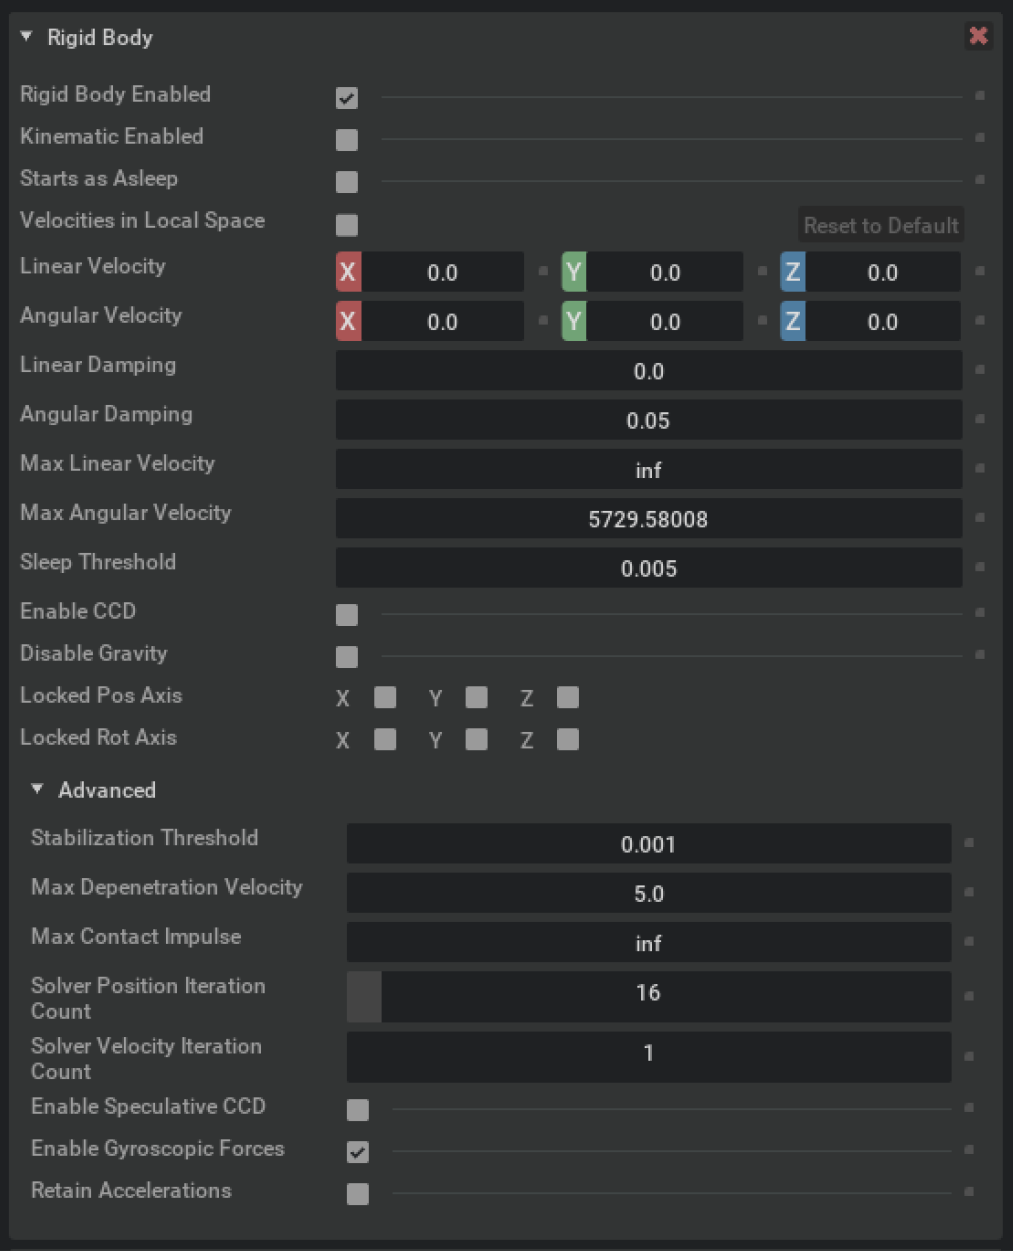 Rigid Body
Rigid Body Enabled
Kinematic Enabled
Starts as Asleep
Velocities in Local Space Reset to Default
Linear Velocity X 0.0 Y 0.0 Z 0.0
Angular Velocity X 0.0 Y 0.0 Z 0.0
Linear Damping 0.0
Angular Damping 0.05
Max Linear Velocity inf
Max Angular Velocity 5729.58008
Sleep Threshold 0.005
Enable CCD
Disable Gravity
Locked Pos Axis X Y Z
Locked Rot Axis X Y Z
Advanced
Stabilization Threshold 0.001
Max Depenetration Velocity 5.0
Max Contact Impulse inf
Solver Position Iteration 16
Count
Solver Velocity Iteration 1
Count
Enable Speculative CCD
Enable Gyroscopic Forces
Retain Accelerations